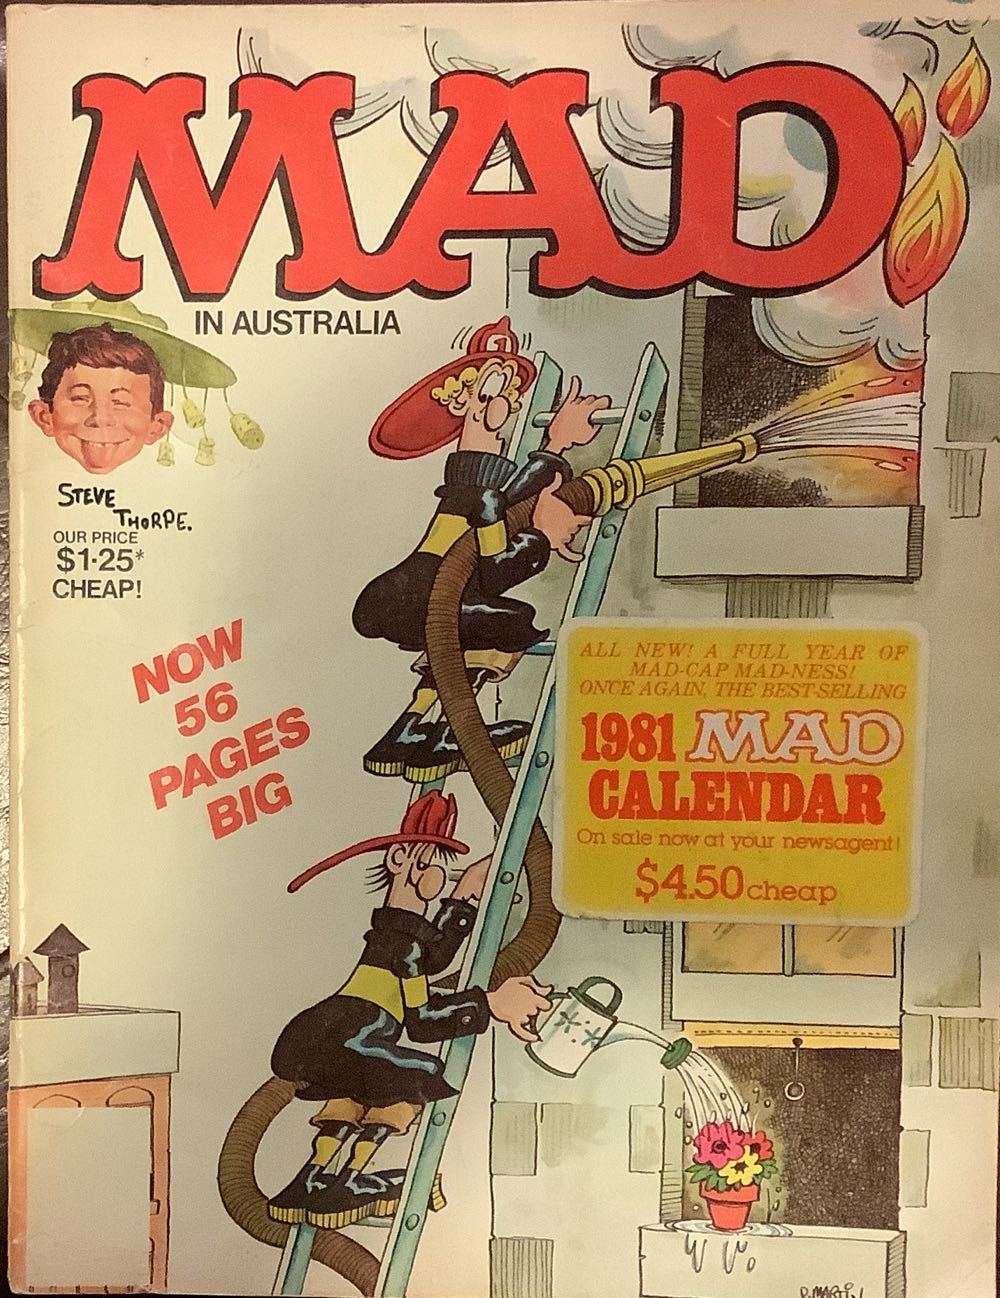 MAD
IN AUSTRALIA
1
STEVE
THORPE.
OUR PRICE
$1·25*
CHEAP!
NOW
56
PAGES
BIG
ALL NEW! A FULL YEAR OF
MAD-CAP MAD-NESS!
ONCE AGAIN, THE BEST-SELLING
1981 MAD
CALENDAR
On sale now at your newsagent!
$4.50 cheap
D. MARTIN